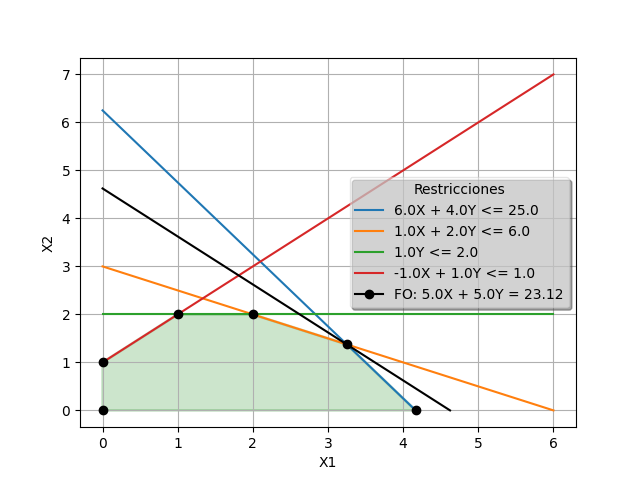 7
6
5
4
3
2
1
0
X2
Restricciones
6.0X + 4.0Y <= 25.0
1.0X + 2.0Y <= 6.0
1.0Y <= 2.0
-1.0X + 1.0Y <= 1.0
FO: 5.0X + 5.0Y = 23.12
0 1 2 3 4 5 6
X1